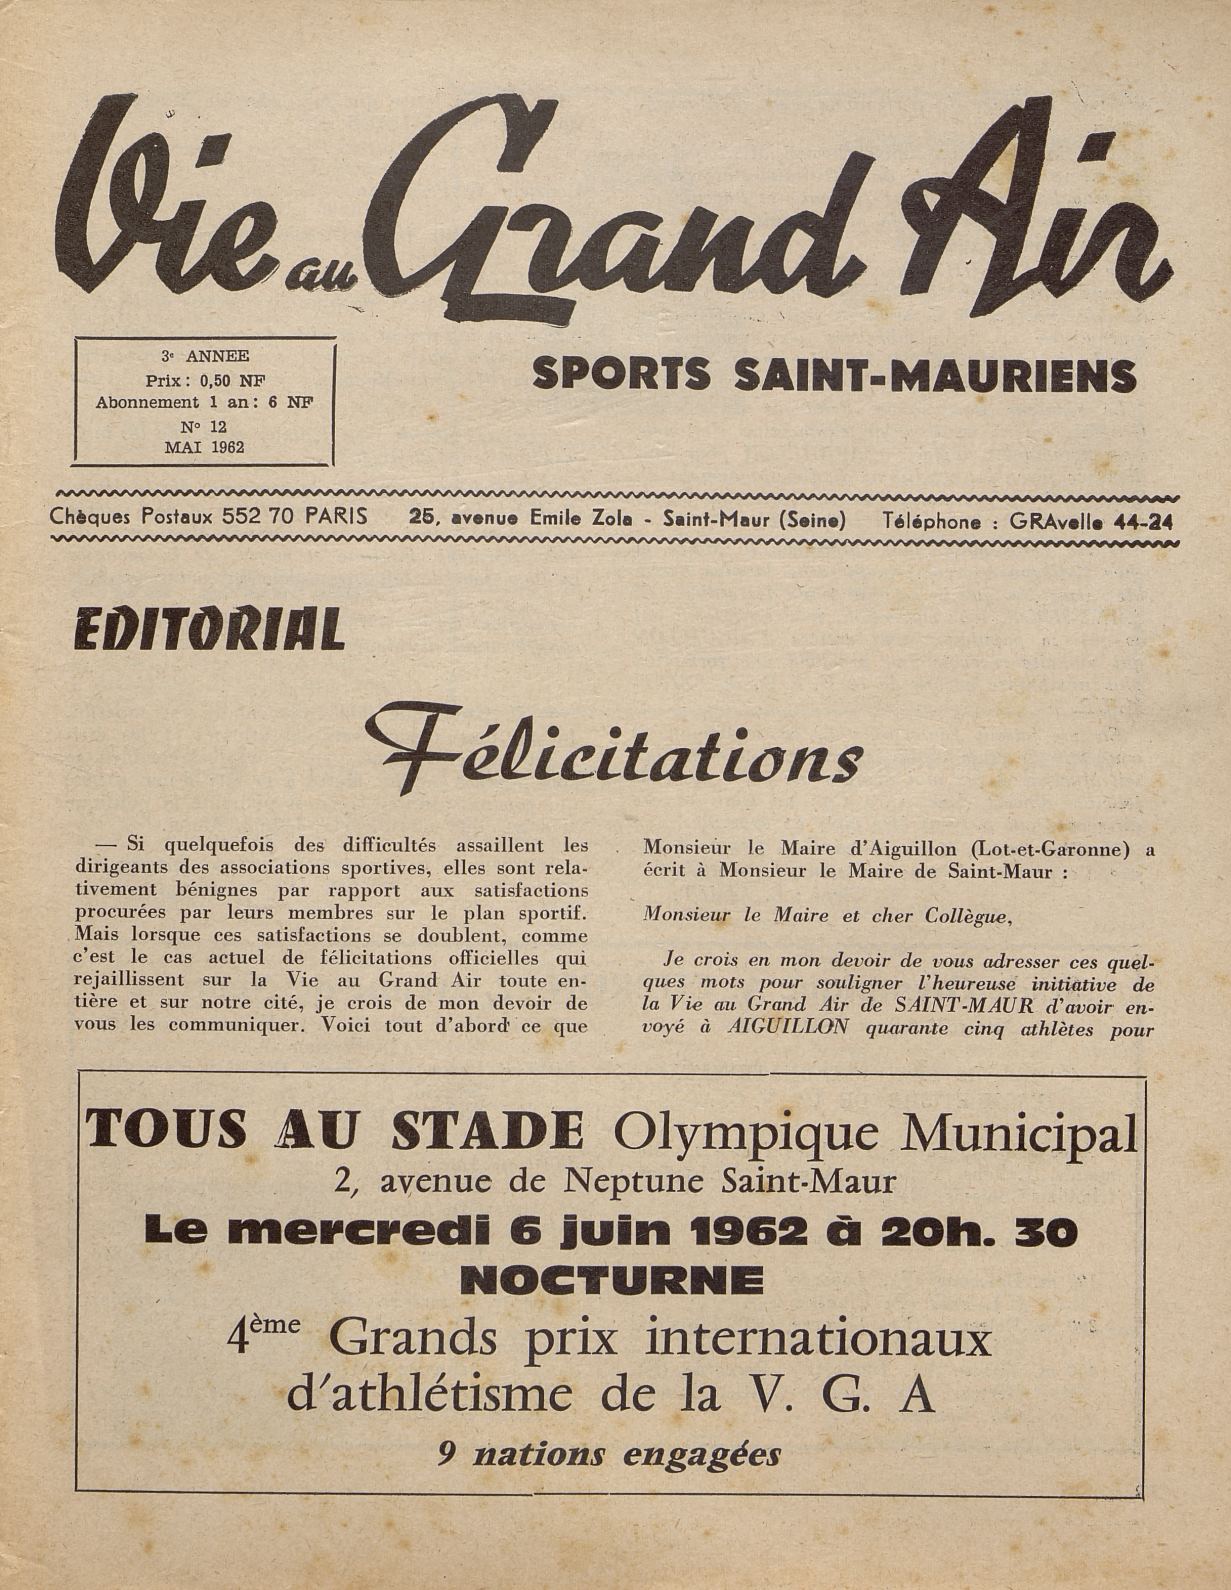 Vie au Grand Air
SPORTS SAINT-MAURIENS
3e ANNEE
Prix : 0,50 NF
Abonnement 1 an : 6 NF
No 12
MAI 1962
Chèques Postaux 552 70 PARIS 25, avenue Emile Zola - Saint-Maur (Seine) Téléphone : GRAvelle 44-24
EDITORIAL
Félicitations
— Si quelquefois des difficultés assaillent les
dirigeants des associations sportives, elles sont rela-
tivement bénignes par rapport aux satisfactions
procurées par leurs membres sur le plan sportif.
Mais lorsque ces satisfactions se doublent, comme
c'est le cas actuel de félicitations officielles qui
rejaillissent sur la Vie au Grand Air toute en-
tière et sur notre cité, je crois de mon devoir de
vous les communiquer. Voici tout d'abord ce que
Monsieur le Maire d'Aiguillon (Lot-et-Garonne) a
écrit à Monsieur le Maire de Saint-Maur :
Monsieur le Maire et cher Collègue,
Je crois en mon devoir de vous adresser ces quel-
ques mots pour souligner l'heureuse initiative de
la Vie au Grand Air de SAINT-MAUR d'avoir en-
voyé à AIGUILLON quarante cinq athlètes pour
TOUS AU STADE Olympique Municipal
2, avenue de Neptune Saint-Maur
Le mercredi 6 juin 1962 à 20h. 30
NOCTURNE
4ème Grands prix internationaux
d'athlétisme de la V. G. A
9 nations engagées